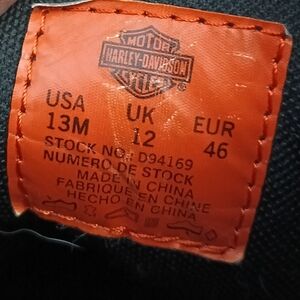 MOTOR
HARLEY-DAVIDSON
CYCLES
®
USA UK EUR
13M 12 46
STOCK NO.: D94169
NUMERO DE STOCK
MADE IN CHINA
FABRIQUE EN CHINE
HECHO EN CHINA